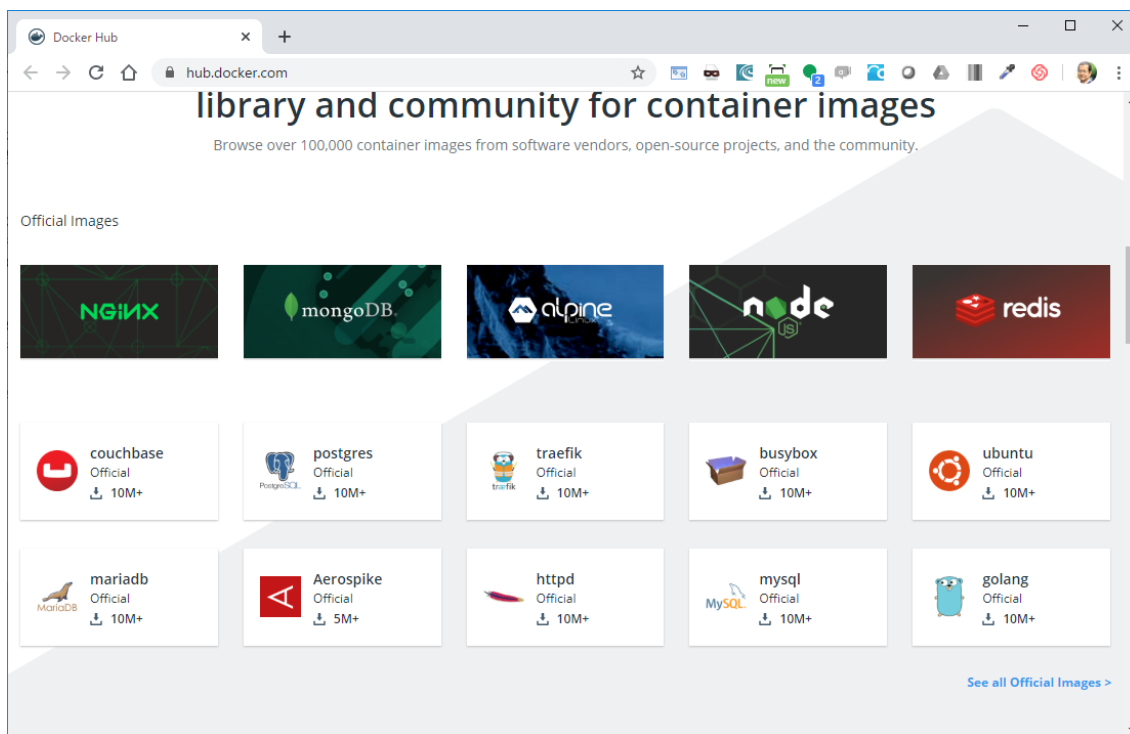 Docker Hub
hub.docker.com
new
2
library and community for container images
Browse over 100,000 container images from software vendors, open-source projects, and the community.
Official Images
NGINX
mongoDB.
alpine
LINUX
node
JS
redis
couchbase
Official
10M+
PostgreSQL
postgres
Official
10M+
træfik
traefik
Official
10M+
busybox
Official
10M+
ubuntu
Official
10M+
MariaDB
mariadb
Official
10M+
Aerospike
Official
5M+
httpd
Official
10M+
MySQL
mysql
Official
10M+
golang
Official
10M+
See all Official Images >